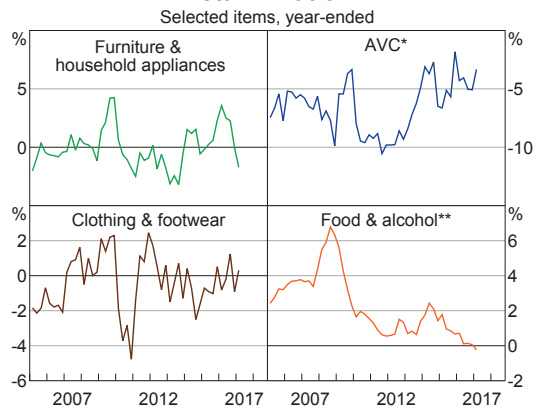 Selected items, year-ended
% Furniture & household appliances AVC* %
5 -5
0 -10
% Clothing & footwear Food & alcohol** %
2 6
0 4
-2 2
-4 0
-6 -2
2007 2012 2017 2007 2012 2017